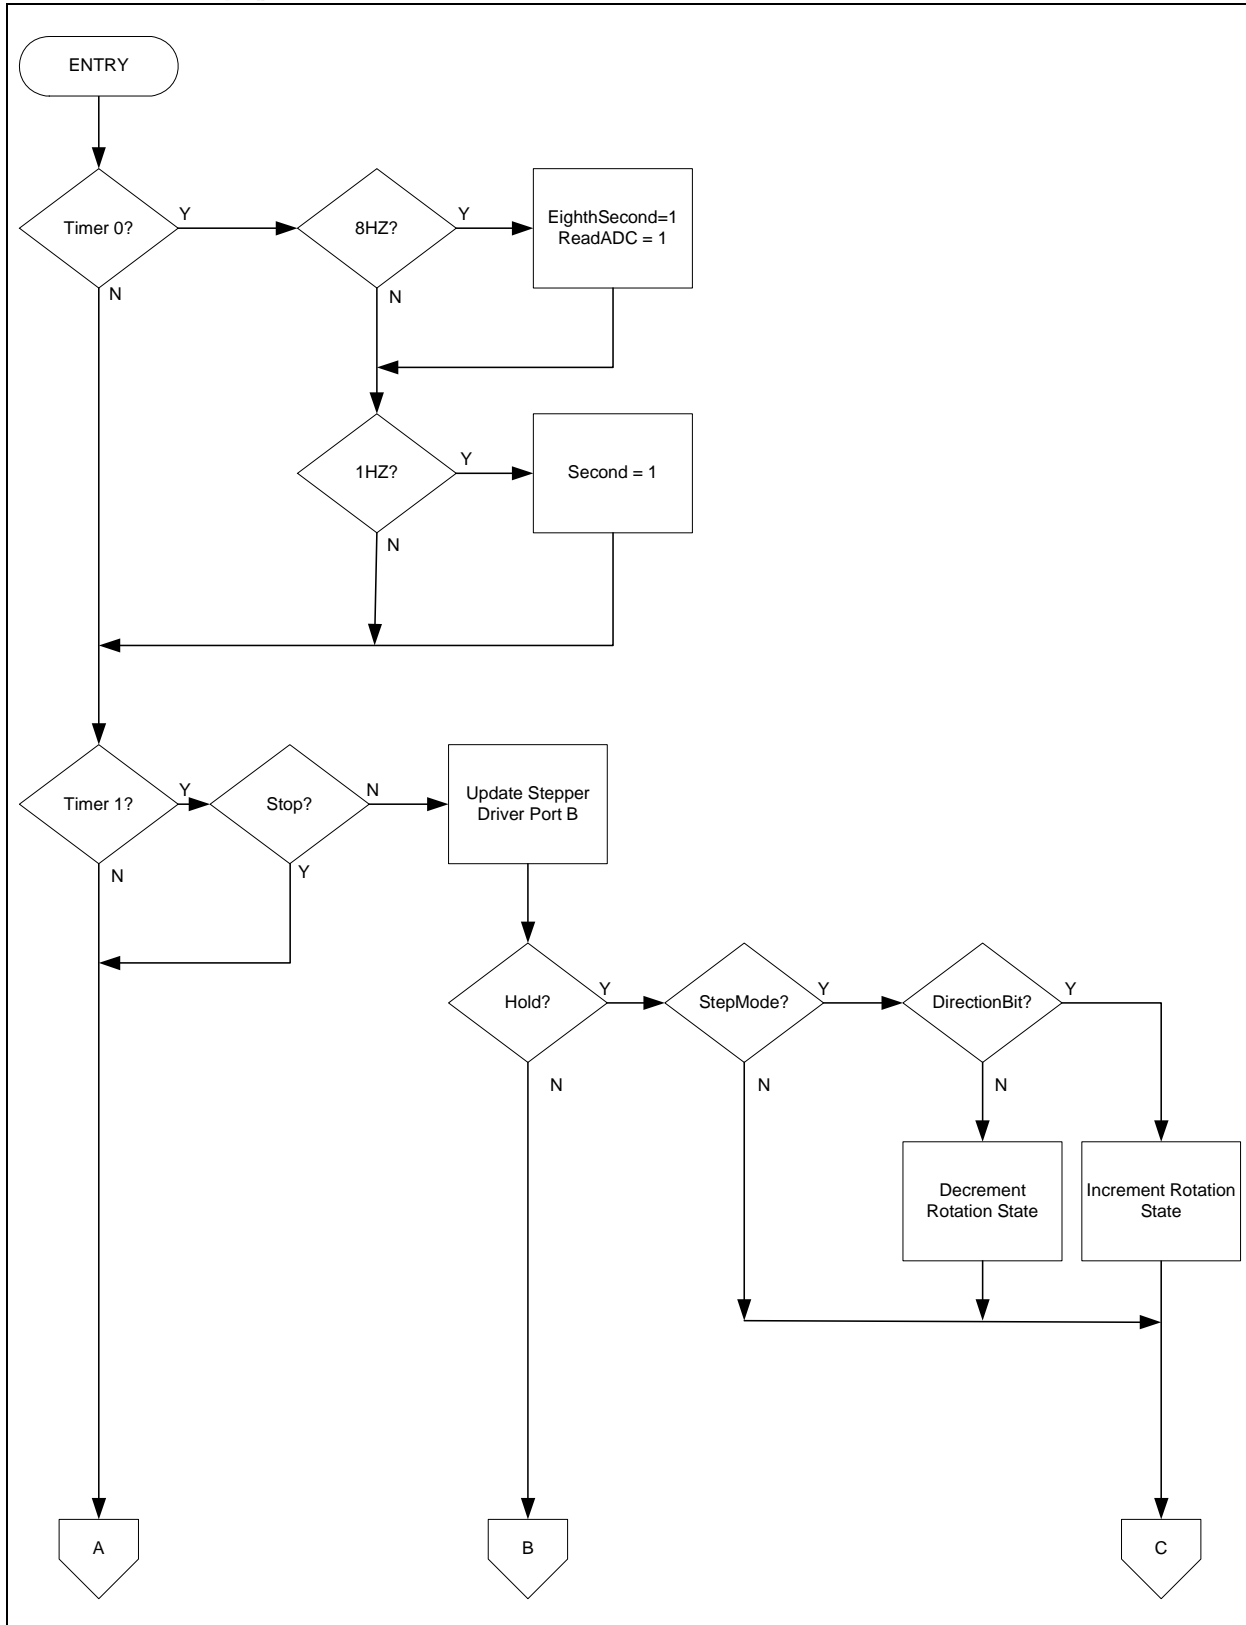 ENTRY
Timer 0?
Y
8HZ?
Y
EighthSecond=1
ReadADC = 1
N
N
1HZ?
Y
Second = 1
N
Timer 1?
Y
Stop?
N
Update Stepper
Driver Port B
N
Y
Hold?
Y
StepMode?
Y
DirectionBit?
Y
N
N
N
Decrement
Rotation State
Increment Rotation
State
A
B
C